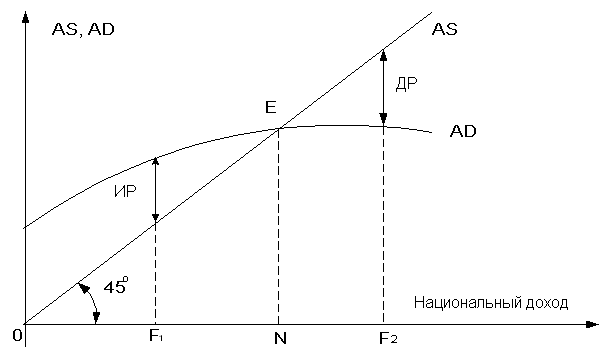 AS, AD
AS
ДР
E
AD
ИР
45°
Национальный доход
0
F₁
N
F₂